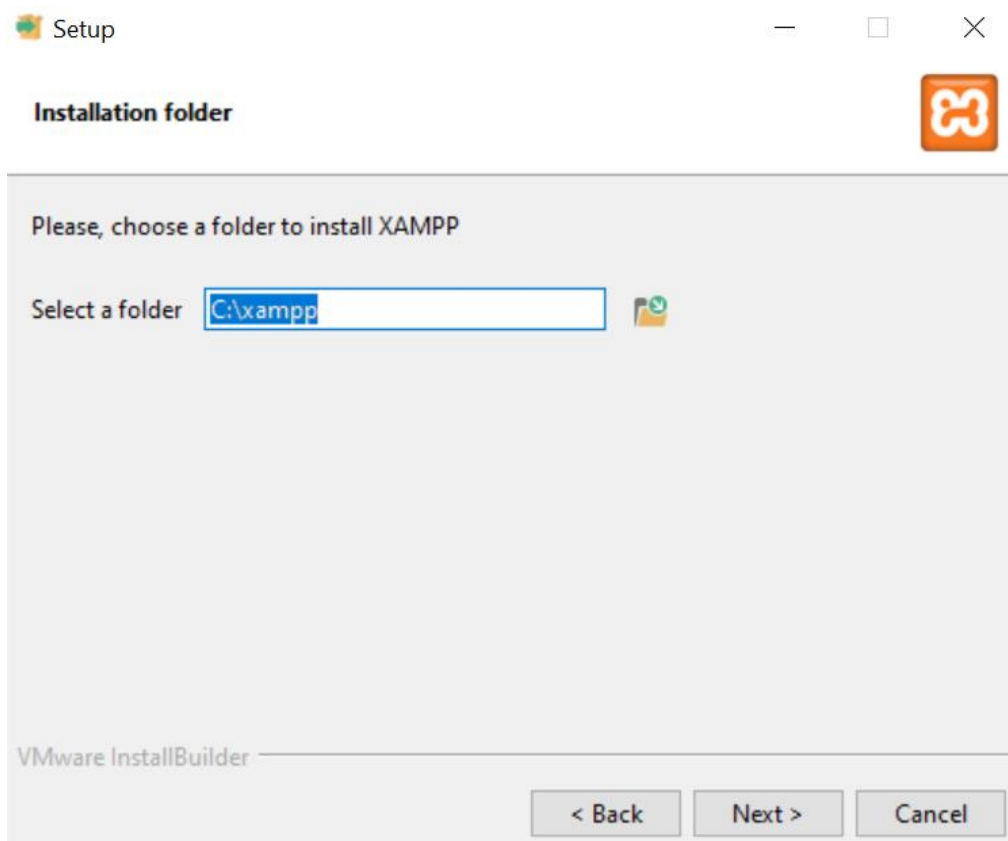 Setup
Installation folder
Please, choose a folder to install XAMPP
Select a folder C:\xampp
VMware InstallBuilder
< Back Next > Cancel